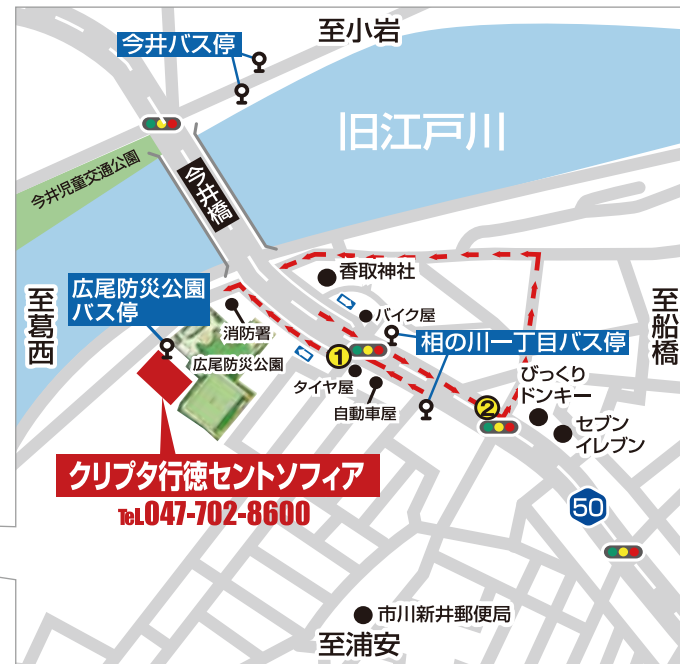 至小岩
今井バス停
旧江戸川
今井児童交通公園
今井橋
至葛西
広尾防災公園
バス停
香取神社
バイク屋
消防署
広尾防災公園
相の川一丁目バス停
至船橋
1
タイヤ屋
自動車屋
2
びっくり
ドンキー
セブン
イレブン
クリプタ行徳セントソフィア
TEL047-702-8600
50
市川新井郵便局
至浦安